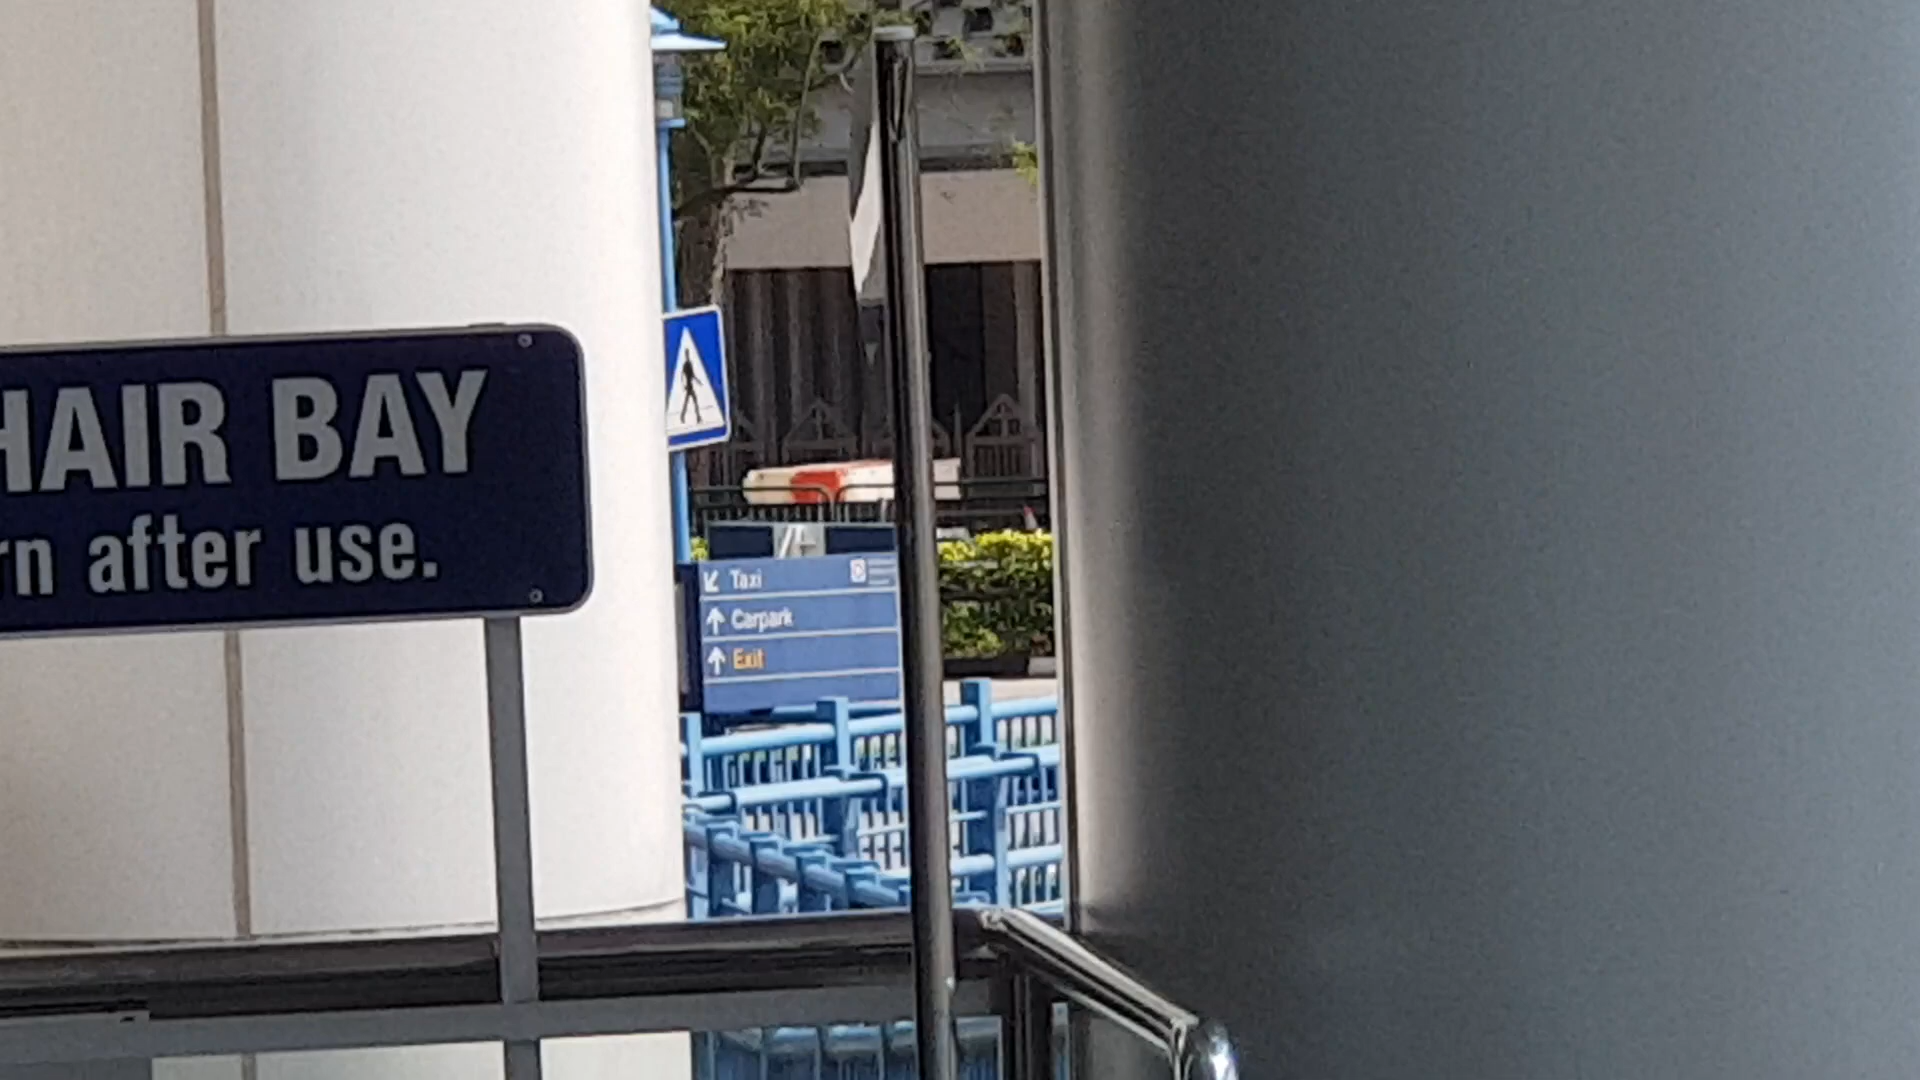 HAIR BAY
rn after use.
Taxi
Carpark
Exit